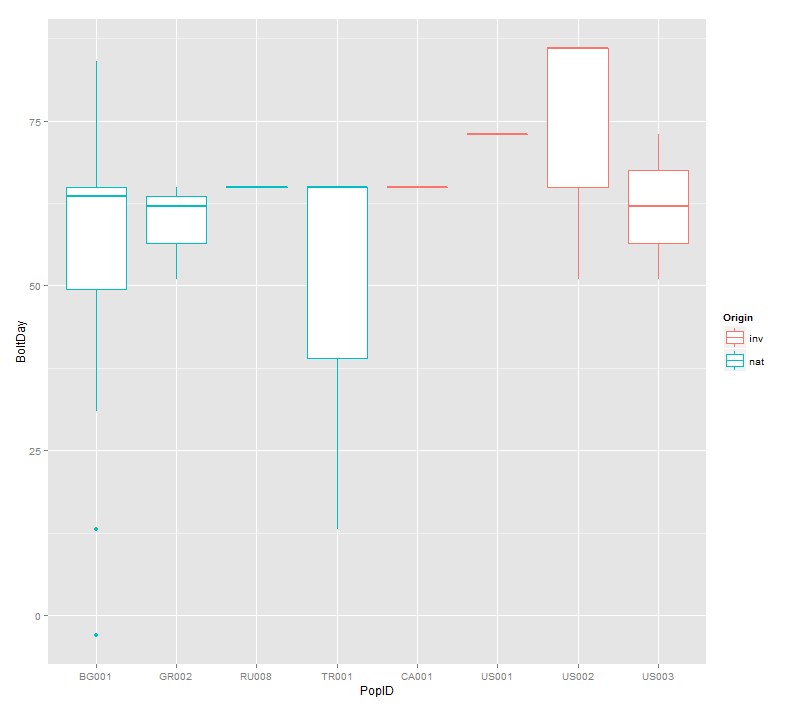 75
50
25
0
BoltDay
BG001 GR002 RU008 TR001 CA001 US001 US002 US003
PopID
Origin
inv
nat